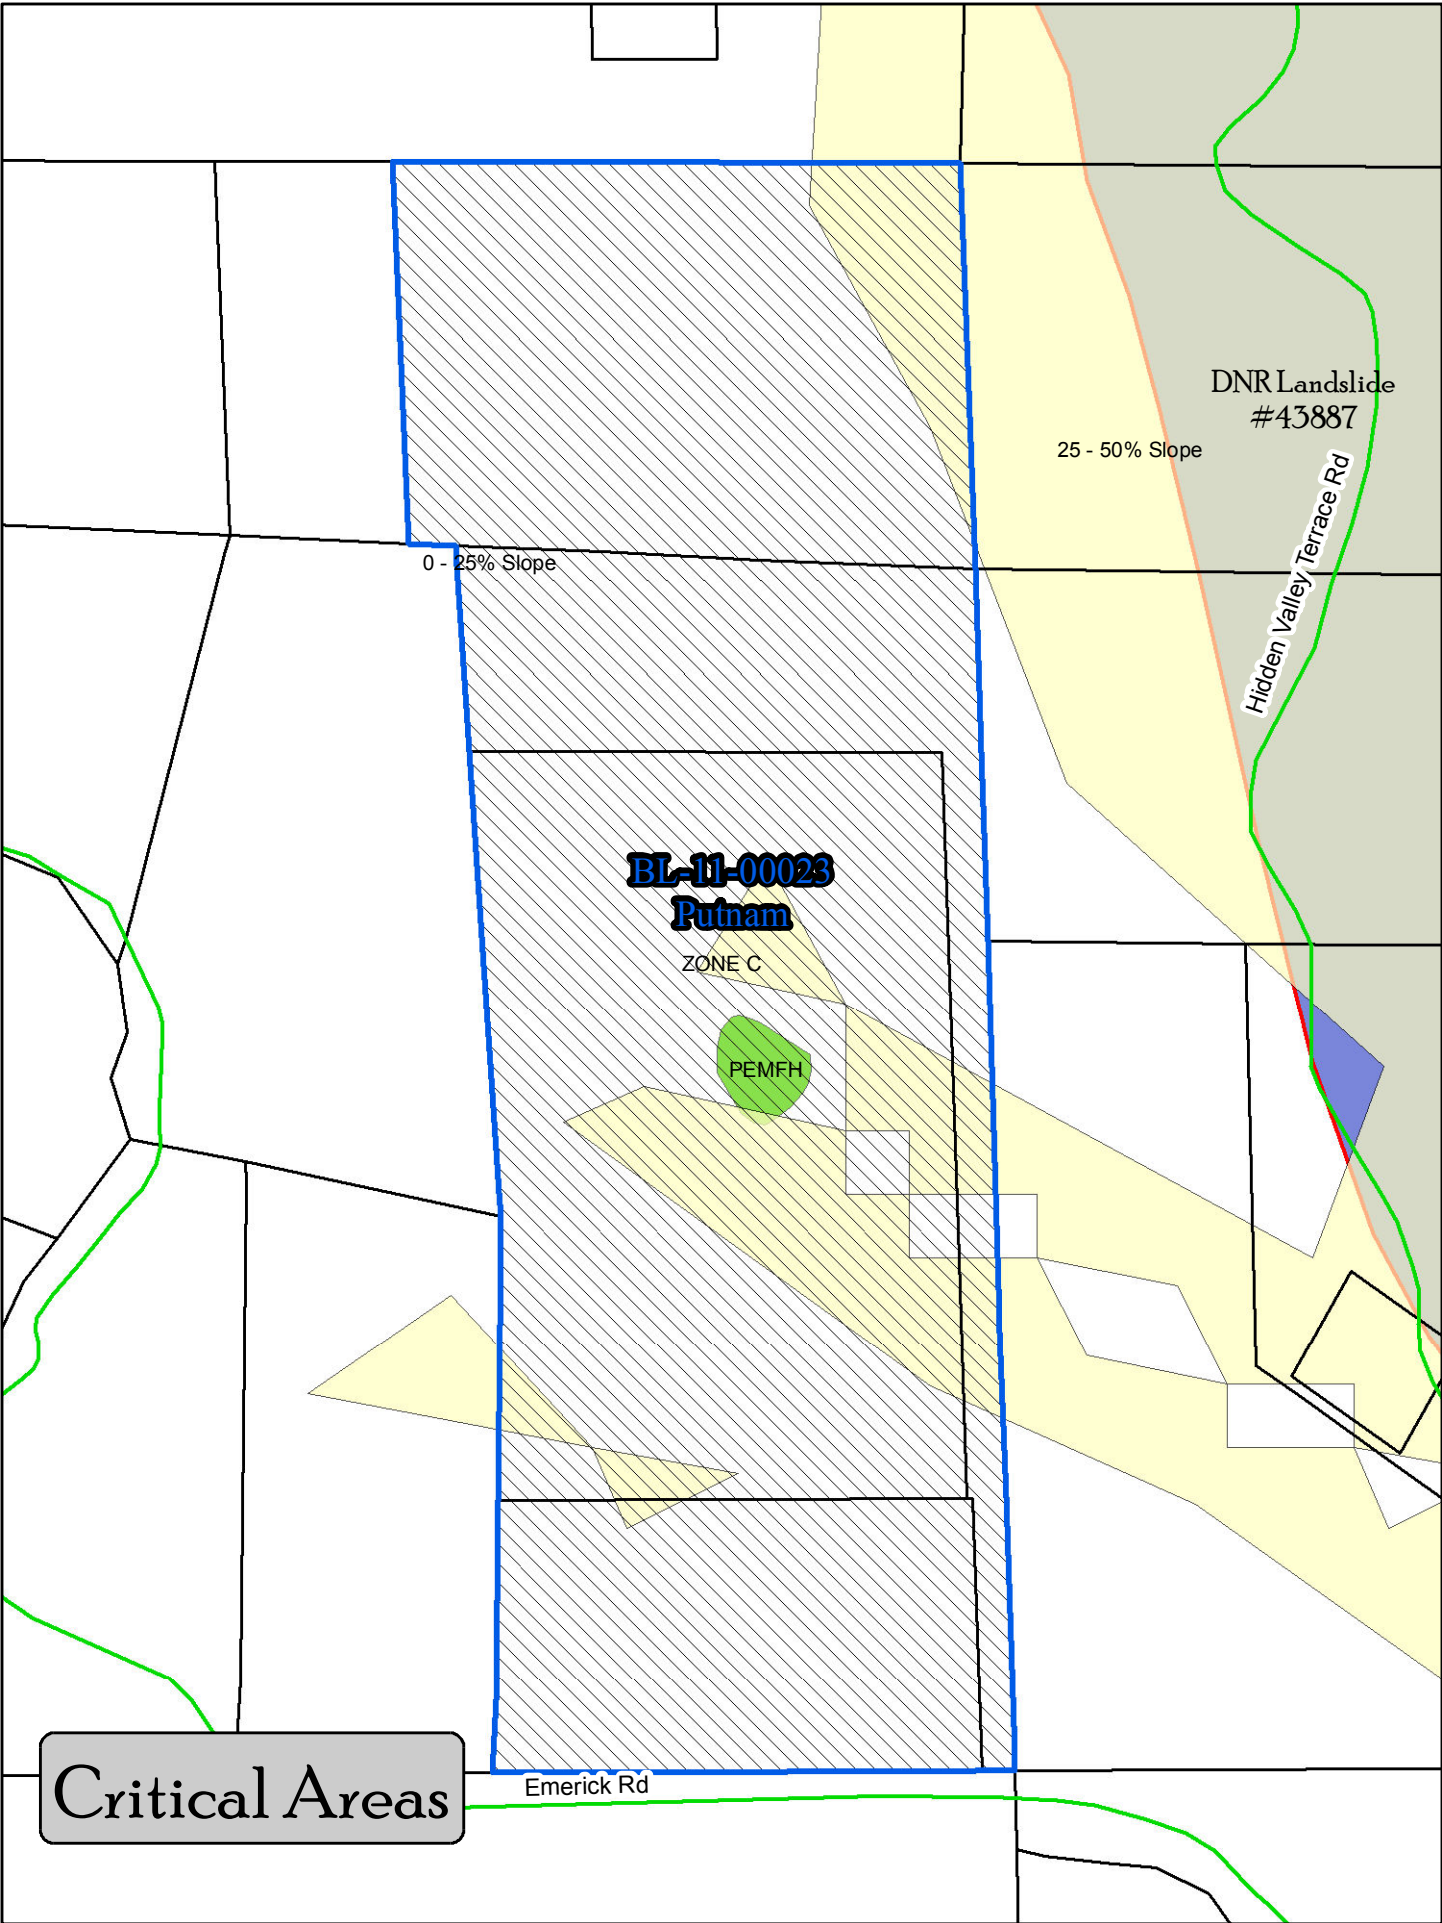 DNR Landslide
#43887
25 - 50% Slope
Hidden Valley Terrace Rd
0 - 25% Slope
BL-11-00023
Putnam
ZONE C
PEMFH
Critical Areas
Emerick Rd